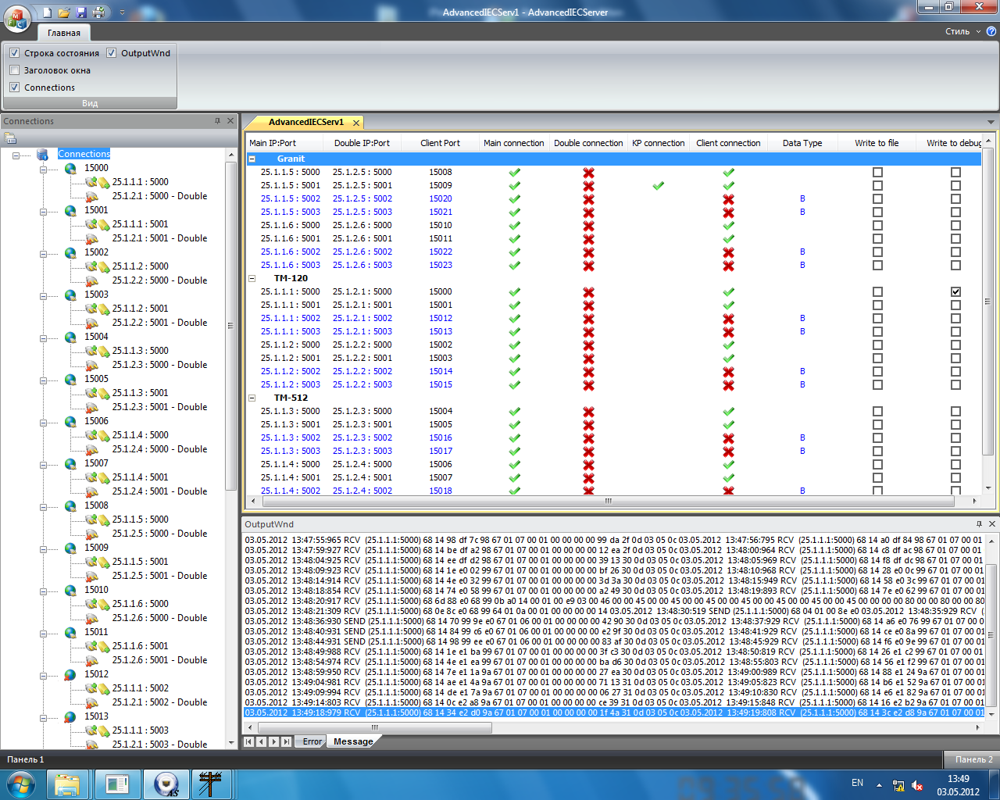 AdvancedIECServ1 - AdvancedIECServer
Главная
Стиль
Строка состояния OutputWnd
Заголовок окна
Connections
Вид
Connections
Connections
15000
25.1.1.1 : 5000
25.1.2.1 : 5000 - Double
15001
25.1.1.1 : 5001
25.1.2.1 : 5001 - Double
15002
25.1.1.2 : 5000
25.1.2.2 : 5000 - Double
15003
25.1.1.2 : 5001
25.1.2.2 : 5001 - Double
15004
25.1.1.3 : 5000
25.1.2.3 : 5000 - Double
15005
25.1.1.3 : 5001
25.1.2.3 : 5001 - Double
15006
25.1.1.4 : 5000
25.1.2.4 : 5000 - Double
15007
25.1.1.4 : 5001
25.1.2.4 : 5001 - Double
15008
25.1.1.5 : 5000
25.1.2.5 : 5000 - Double
15009
25.1.1.5 : 5001
25.1.2.5 : 5001 - Double
15010
25.1.1.6 : 5000
25.1.2.6 : 5000 - Double
15011
25.1.1.6 : 5001
25.1.2.6 : 5001 - Double
15012
25.1.1.1 : 5002
25.1.2.1 : 5002 - Double
15013
25.1.1.1 : 5003
25.1.2.1 : 5003 - Double
AdvancedIECServ1
Main IP:Port Double IP:Port Client Port Main connection Double connection KP connection Client connection Data Type Write to file Write to debug
Granit
25.1.1.5 : 5000 25.1.2.5 : 5000 15008
25.1.1.5 : 5001 25.1.2.5 : 5001 15009
25.1.1.5 : 5002 25.1.2.5 : 5002 15020 B
25.1.1.5 : 5003 25.1.2.5 : 5003 15021 B
25.1.1.6 : 5000 25.1.2.6 : 5000 15010
25.1.1.6 : 5001 25.1.2.6 : 5001 15011
25.1.1.6 : 5002 25.1.2.6 : 5002 15022 B
25.1.1.6 : 5003 25.1.2.6 : 5003 15023 B
TM-120
25.1.1.1 : 5000 25.1.2.1 : 5000 15000
25.1.1.1 : 5001 25.1.2.1 : 5001 15001
25.1.1.1 : 5002 25.1.2.1 : 5002 15012 B
25.1.1.1 : 5003 25.1.2.1 : 5003 15013 B
25.1.1.2 : 5000 25.1.2.2 : 5000 15002
25.1.1.2 : 5001 25.1.2.2 : 5001 15003
25.1.1.2 : 5002 25.1.2.2 : 5002 15014 B
25.1.1.2 : 5003 25.1.2.2 : 5003 15015 B
TM-512
25.1.1.3 : 5000 25.1.2.3 : 5000 15004
25.1.1.3 : 5001 25.1.2.3 : 5001 15005
25.1.1.3 : 5002 25.1.2.3 : 5002 15016 B
25.1.1.3 : 5003 25.1.2.3 : 5003 15017 B
25.1.1.4 : 5000 25.1.2.4 : 5000 15006
25.1.1.4 : 5001 25.1.2.4 : 5001 15007
25.1.1.4 : 5002 25.1.2.4 : 5002 15018 B
OutputWnd
03.05.2012 13:47:55:965 RCV (25.1.1.1:5000) 68 14 98 df 7c 98 67 01 07 00 01 00 00 00 00 99 da 2f 0d 03 05 0c 03.05.2012 13:47:56:795 RCV (25.1.1.1:5000) 68 14 a0 df 84 98 67 01 07 00 01
03.05.2012 13:47:59:927 RCV (25.1.1.1:5000) 68 14 be df a2 98 67 01 07 00 01 00 00 00 00 12 ea 2f 0d 03 05 0c 03.05.2012 13:48:00:964 RCV (25.1.1.1:5000) 68 14 c8 df ac 98 67 01 07 00 01
03.05.2012 13:48:04:925 RCV (25.1.1.1:5000) 68 14 ee df d2 98 67 01 07 00 01 00 00 00 00 39 13 30 0d 03 05 0c 03.05.2012 13:48:05:969 RCV (25.1.1.1:5000) 68 14 f8 df dc 98 67 01 07 00 01
03.05.2012 13:48:09:923 RCV (25.1.1.1:5000) 68 14 1e e0 02 99 67 01 07 00 01 00 00 00 00 bf 26 30 0d 03 05 0c 03.05.2012 13:48:10:968 RCV (25.1.1.1:5000) 68 14 28 e0 0c 99 67 01 07 00 01
03.05.2012 13:48:14:914 RCV (25.1.1.1:5000) 68 14 4e e0 32 99 67 01 07 00 01 00 00 00 00 3d 3a 30 0d 03 05 0c 03.05.2012 13:48:15:949 RCV (25.1.1.1:5000) 68 14 58 e0 3c 99 67 01 07 00 01
03.05.2012 13:48:18:854 RCV (25.1.1.1:5000) 68 14 74 e0 58 99 67 01 07 00 01 00 00 00 00 a2 49 30 0d 03 05 0c 03.05.2012 13:48:19:893 RCV (25.1.1.1:5000) 68 14 7e e0 62 99 67 01 07 00 01
03.05.2012 13:48:20:917 RCV (25.1.1.1:5000) 68 6d 88 e0 68 99 0b a0 14 00 01 00 e9 03 00 46 00 00 45 00 00 45 00 00 45 00 00 45 00 00 45 00 00 45 00 00 00 00 80 00 00 80 00 00 80
03.05.2012 13:48:21:309 RCV (25.1.1.1:5000) 68 0e 8c e0 68 99 64 01 0a 00 01 00 00 00 00 14 03.05.2012 13:48:30:519 SEND (25.1.1.1:5000) 68 04 01 00 8e e0 03.05.2012 13:48:35:929 RCV (
03.05.2012 13:48:36:930 SEND (25.1.1.1:5000) 68 14 70 99 9e e0 67 01 06 00 01 00 00 00 00 42 90 30 0d 03 05 0c 03.05.2012 13:48:37:929 RCV (25.1.1.1:5000) 68 14 a6 e0 76 99 67 01 07 00 01
03.05.2012 13:48:40:931 SEND (25.1.1.1:5000) 68 14 84 99 c6 e0 67 01 06 00 01 00 00 00 00 e2 9f 30 0d 03 05 0c 03.05.2012 13:48:41:929 RCV (25.1.1.1:5000) 68 14 ce e0 8a 99 67 01 07 00 01
03.05.2012 13:48:44:931 SEND (25.1.1.1:5000) 68 14 98 99 ee e0 67 01 06 00 01 00 00 00 00 83 af 30 0d 03 05 0c 03.05.2012 13:48:45:929 RCV (25.1.1.1:5000) 68 14 f6 e0 9e 99 67 01 07 00 01
03.05.2012 13:48:49:988 RCV (25.1.1.1:5000) 68 14 1e e1 ba 99 67 01 07 00 01 00 00 00 00 3f c3 30 0d 03 05 0c 03.05.2012 13:48:50:819 RCV (25.1.1.1:5000) 68 14 26 e1 c2 99 67 01 07 00 01
03.05.2012 13:48:54:974 RCV (25.1.1.1:5000) 68 14 4e e1 ea 99 67 01 07 00 01 00 00 00 00 ba d6 30 0d 03 05 0c 03.05.2012 13:48:55:803 RCV (25.1.1.1:5000) 68 14 56 e1 f2 99 67 01 07 00 01
03.05.2012 13:48:59:950 RCV (25.1.1.1:5000) 68 14 7e e1 1a 9a 67 01 07 00 01 00 00 00 00 27 ea 30 0d 03 05 0c 03.05.2012 13:49:00:989 RCV (25.1.1.1:5000) 68 14 88 e1 24 9a 67 01 07 00 01
03.05.2012 13:49:04:981 RCV (25.1.1.1:5000) 68 14 ae e1 4a 9a 67 01 07 00 01 00 00 00 00 71 13 31 0d 03 05 0c 03.05.2012 13:49:05:823 RCV (25.1.1.1:5000) 68 14 b6 e1 52 9a 67 01 07 00 01
03.05.2012 13:49:09:994 RCV (25.1.1.1:5000) 68 14 de e1 7a 9a 67 01 07 00 01 00 00 00 00 06 27 31 0d 03 05 0c 03.05.2012 13:49:10:830 RCV (25.1.1.1:5000) 68 14 e6 e1 82 9a 67 01 07 00 01
03.05.2012 13:49:14:803 RCV (25.1.1.1:5000) 68 14 0c e2 a8 9a 67 01 07 00 01 00 00 00 00 ce 39 31 0d 03 05 0c 03.05.2012 13:49:15:848 RCV (25.1.1.1:5000) 68 14 16 e2 b2 9a 67 01 07 00 01
03.05.2012 13:49:18:979 RCV (25.1.1.1:5000) 68 14 34 e2 d0 9a 67 01 07 00 01 00 00 00 00 1f 4a 31 0d 03 05 0c 03.05.2012 13:49:19:808 RCV (25.1.1.1:5000) 68 14 3c e2 d8 9a 67 01 07 00 01
Error Message
Панель 1
Панель 2
EN
13:49
03.05.2012